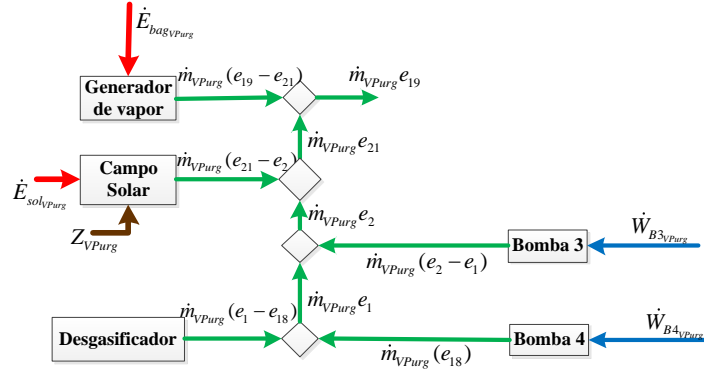 Ė_bag_VPurg
Generador
de vapor
ṁ_VPurg (e_19 − e_21)
ṁ_VPurg e_19
ṁ_VPurg e_21
Campo
Solar
ṁ_VPurg (e_21 − e_2)
Ė_sol_VPurg
Z_VPurg
ṁ_VPurg e_2
Bomba 3
Ẇ_B3_VPurg
ṁ_VPurg (e_2 − e_1)
ṁ_VPurg (e_1 − e_18)
ṁ_VPurg e_1
Desgasificador
Bomba 4
Ẇ_B4_VPurg
ṁ_VPurg (e_18)